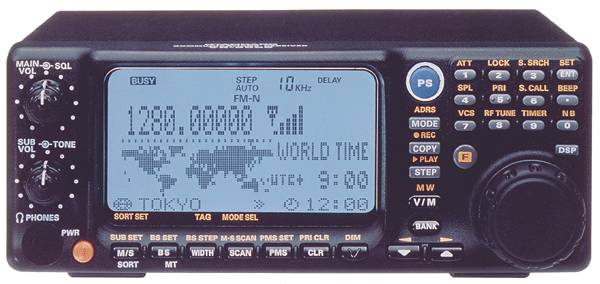 MAIN VOL SQL
SUB VOL TONE
PHONES
PWR
BUSY STEP AUTO 10 KHz DELAY
FM-N
1280.00000
WORLD TIME
UTC+ 9:00
TOKYO » 12:00
SORT SET TAG MODE SEL
SUB SET BS SET BS STEP M-S SCAN PMS SET PRI CLR DIM
M/S BS WIDTH SCAN PMS CLR
SORT MT
PS
ADRS
MODE
REC
COPY
PLAY
STEP
MW
V/M
BANK
ATT LOCK S. SRCH SET
1 2 3 ENT
SPL PRI S. CALL BEEP
4 5 6 •
VCS RF TUNE TIMER NB
7 8 9 0
F
DSP